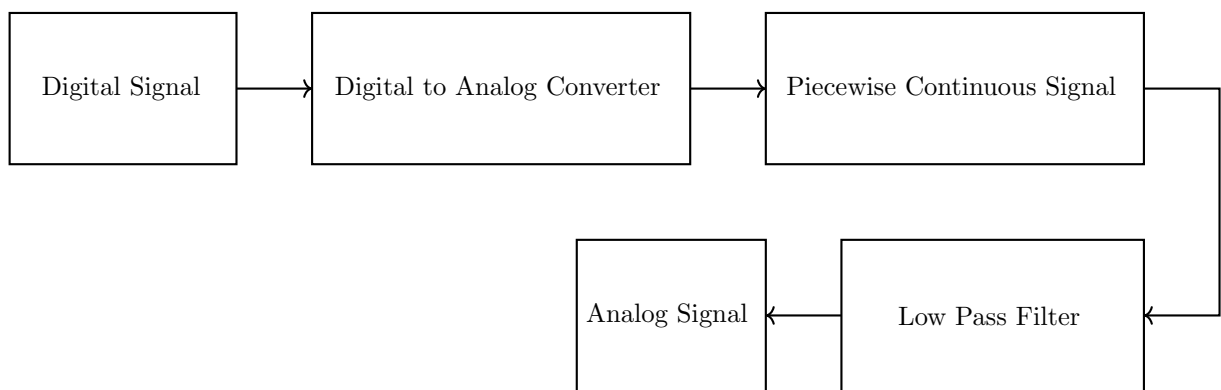 Digital Signal
Digital to Analog Converter
Piecewise Continuous Signal
Analog Signal
Low Pass Filter